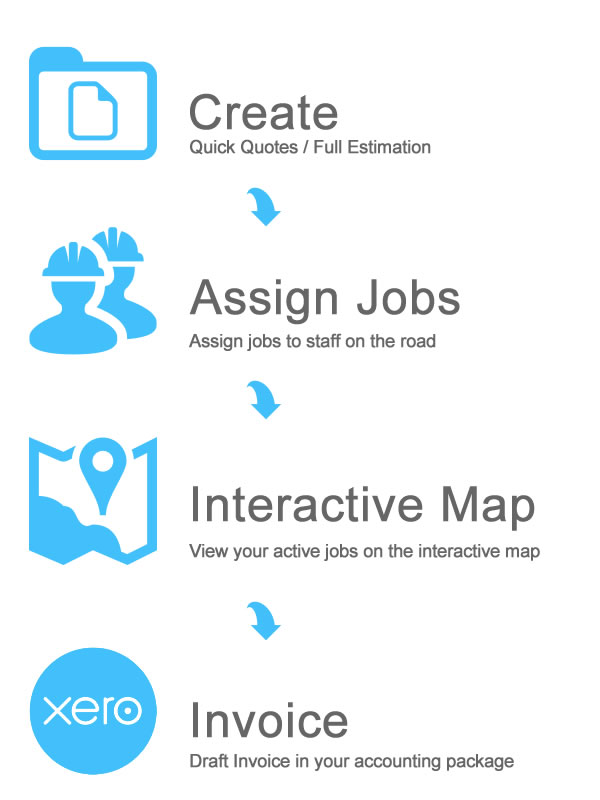 Create
Quick Quotes / Full Estimation
Assign Jobs
Assign jobs to staff on the road
Interactive Map
View your active jobs on the interactive map
xero
Invoice
Draft Invoice in your accounting package